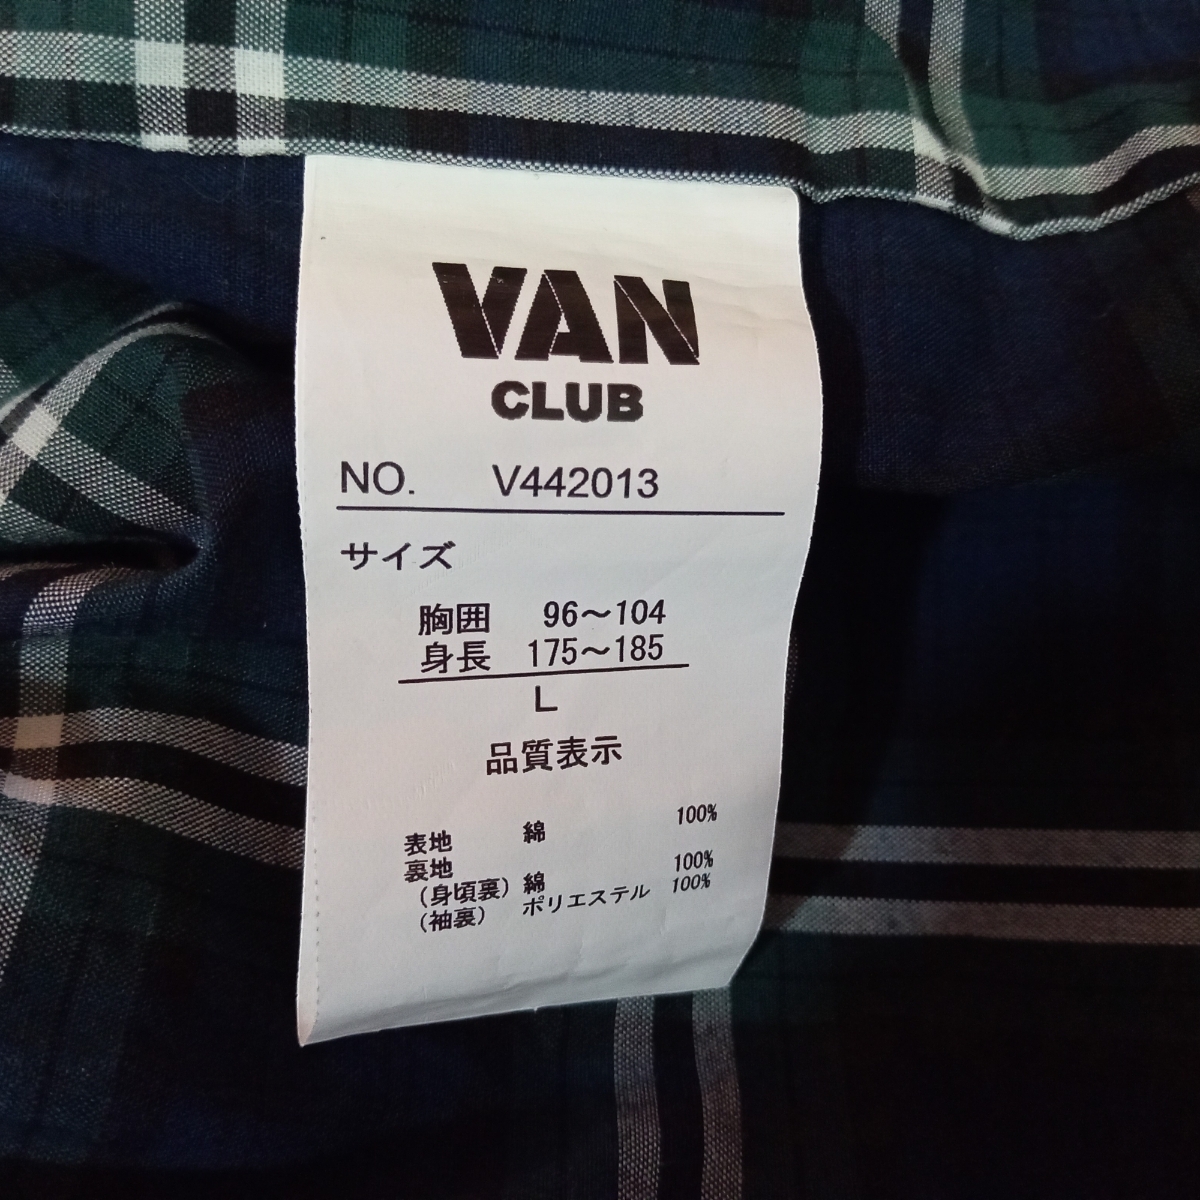 VAN
CLUB
NO. V442013
サイズ
胸囲 96～104
身長 175～185
L
品質表示
表地 綿 100%
裏地
(身頃裏) 綿 100%
(袖裏) ポリエステル 100%